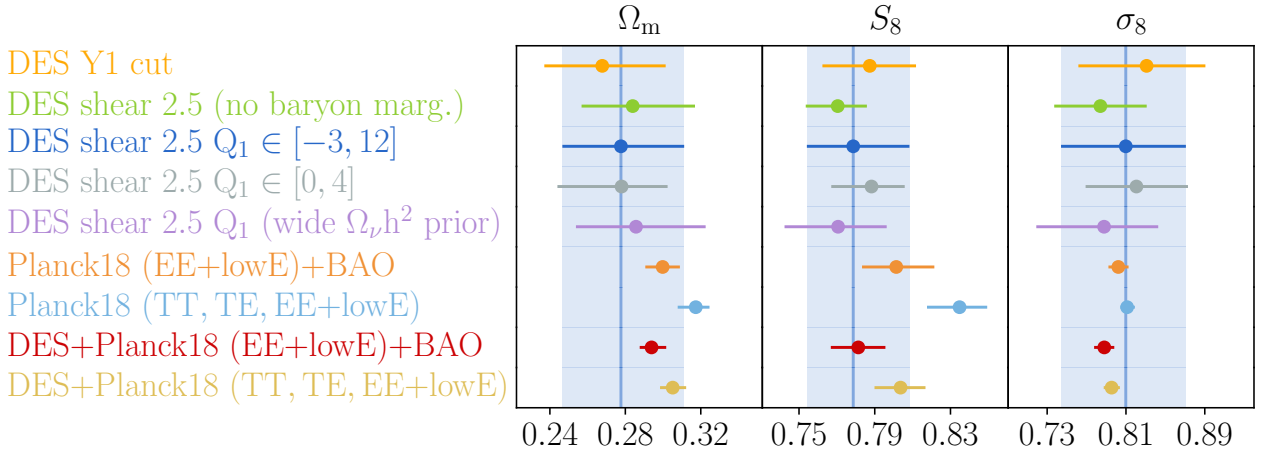 Ωₘ S₈ σ₈
DES Y1 cut
DES shear 2.5 (no baryon marg.)
DES shear 2.5 Q₁ ∈ [−3, 12]
DES shear 2.5 Q₁ ∈ [0, 4]
DES shear 2.5 Q₁ (wide Ωᵥh² prior)
Planck18 (EE+lowE)+BAO
Planck18 (TT, TE, EE+lowE)
DES+Planck18 (EE+lowE)+BAO
DES+Planck18 (TT, TE, EE+lowE)
0.24 0.28 0.32 0.75 0.79 0.83 0.73 0.81 0.89